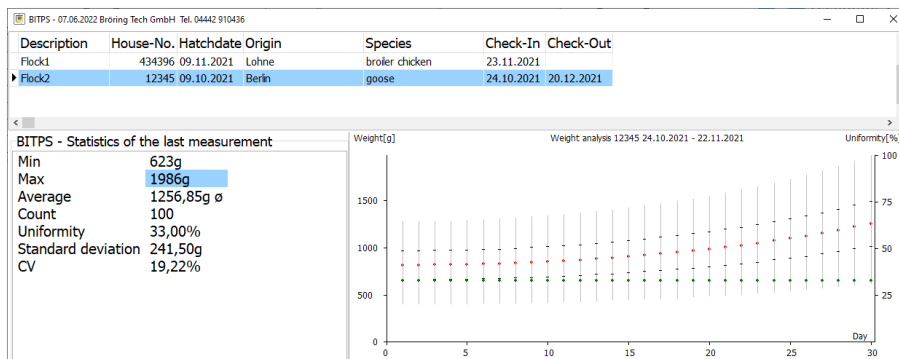 BITPS - 07.06.2022 Bröring Tech GmbH Tel. 04442 910436
Description House-No. Hatchdate Origin Species Check-In Check-Out
Flock1 434396 09.11.2021 Lohne broiler chicken 23.11.2021
Flock2 12345 09.10.2021 Berlin goose 24.10.2021 20.12.2021
BITPS - Statistics of the last measurement
Min 623g
Max 1986g
Average 1256,85g ø
Count 100
Uniformity 33,00%
Standard deviation 241,50g
CV 19,22%
Weight[g] Weight analysis 12345 24.10.2021 - 22.11.2021 Uniformity[%]
100
1500 75
1000 50
500 25
0 Day
0 5 10 15 20 25 30